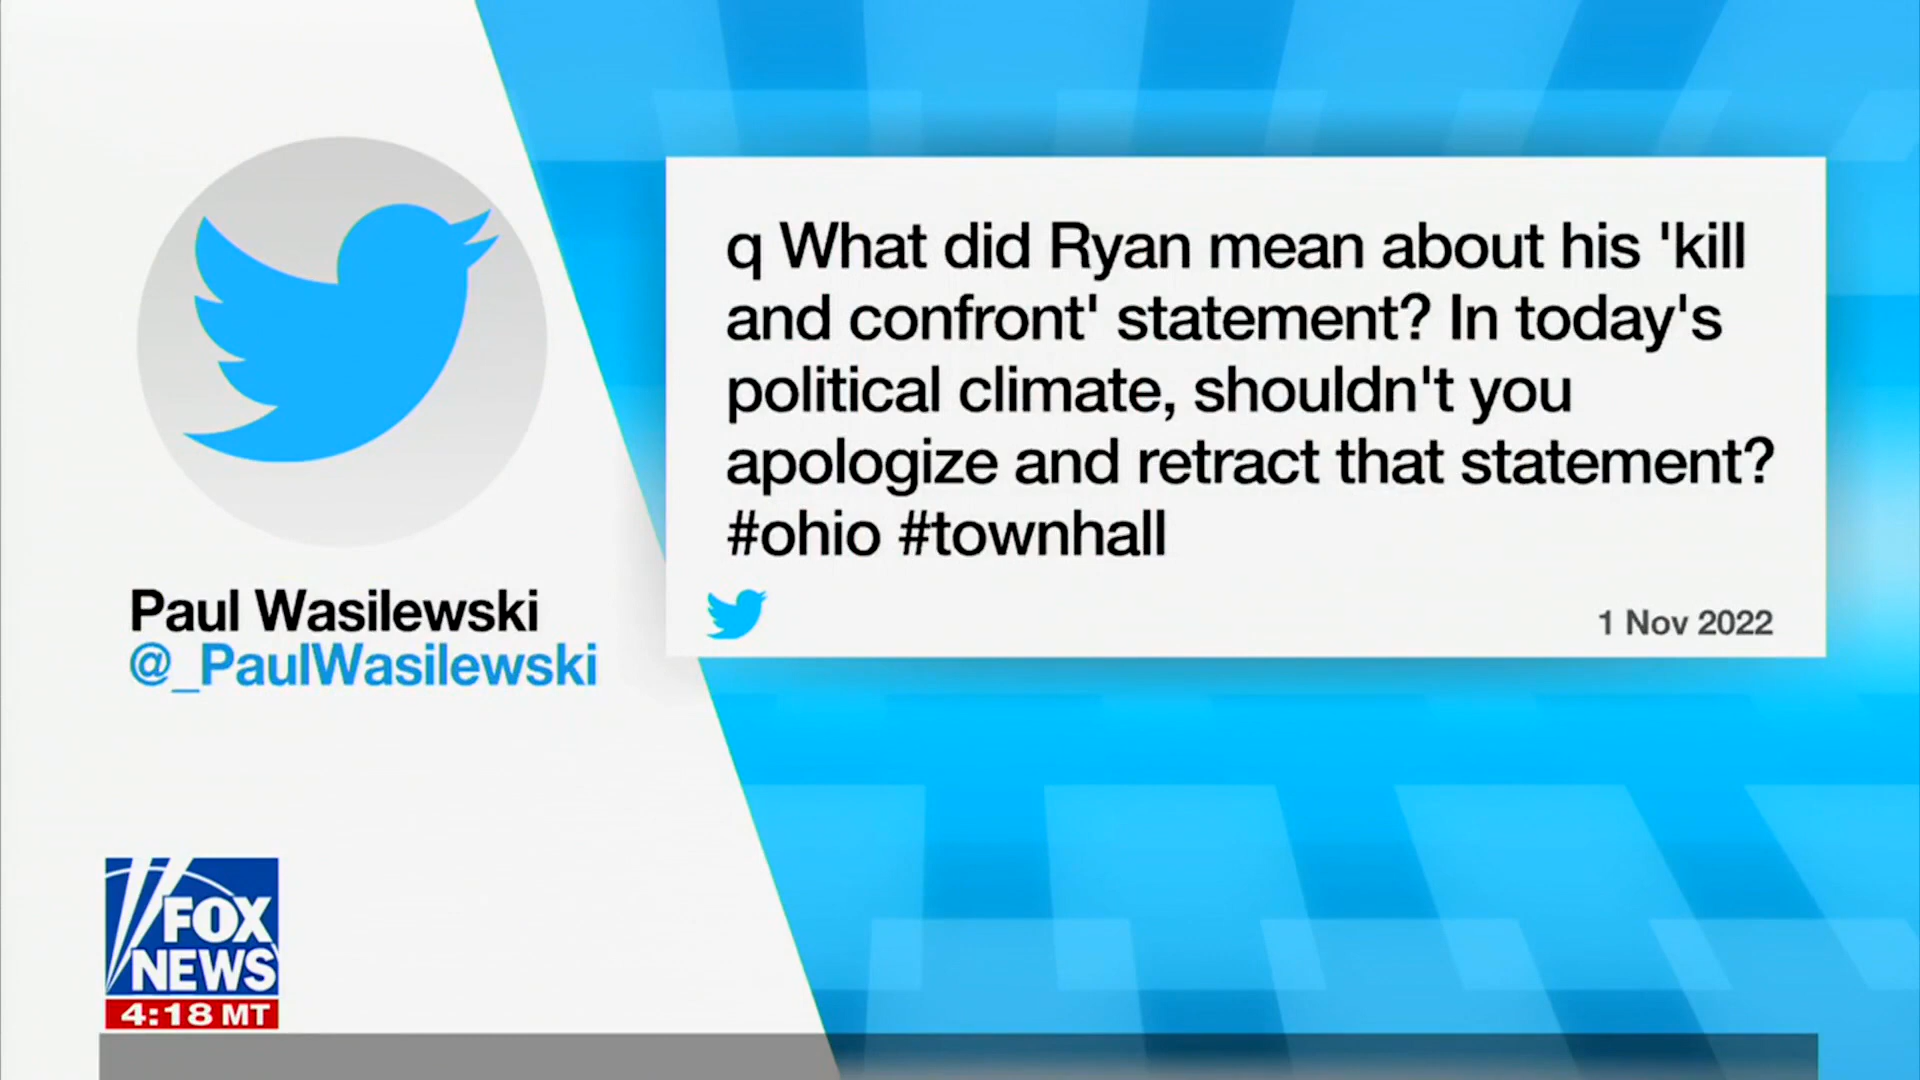 q What did Ryan mean about his 'kill
and confront' statement? In today's
political climate, shouldn't you
apologize and retract that statement?
#ohio #townhall
1 Nov 2022
Paul Wasilewski
@_PaulWasilewski
FOX
NEWS
4:18 MT